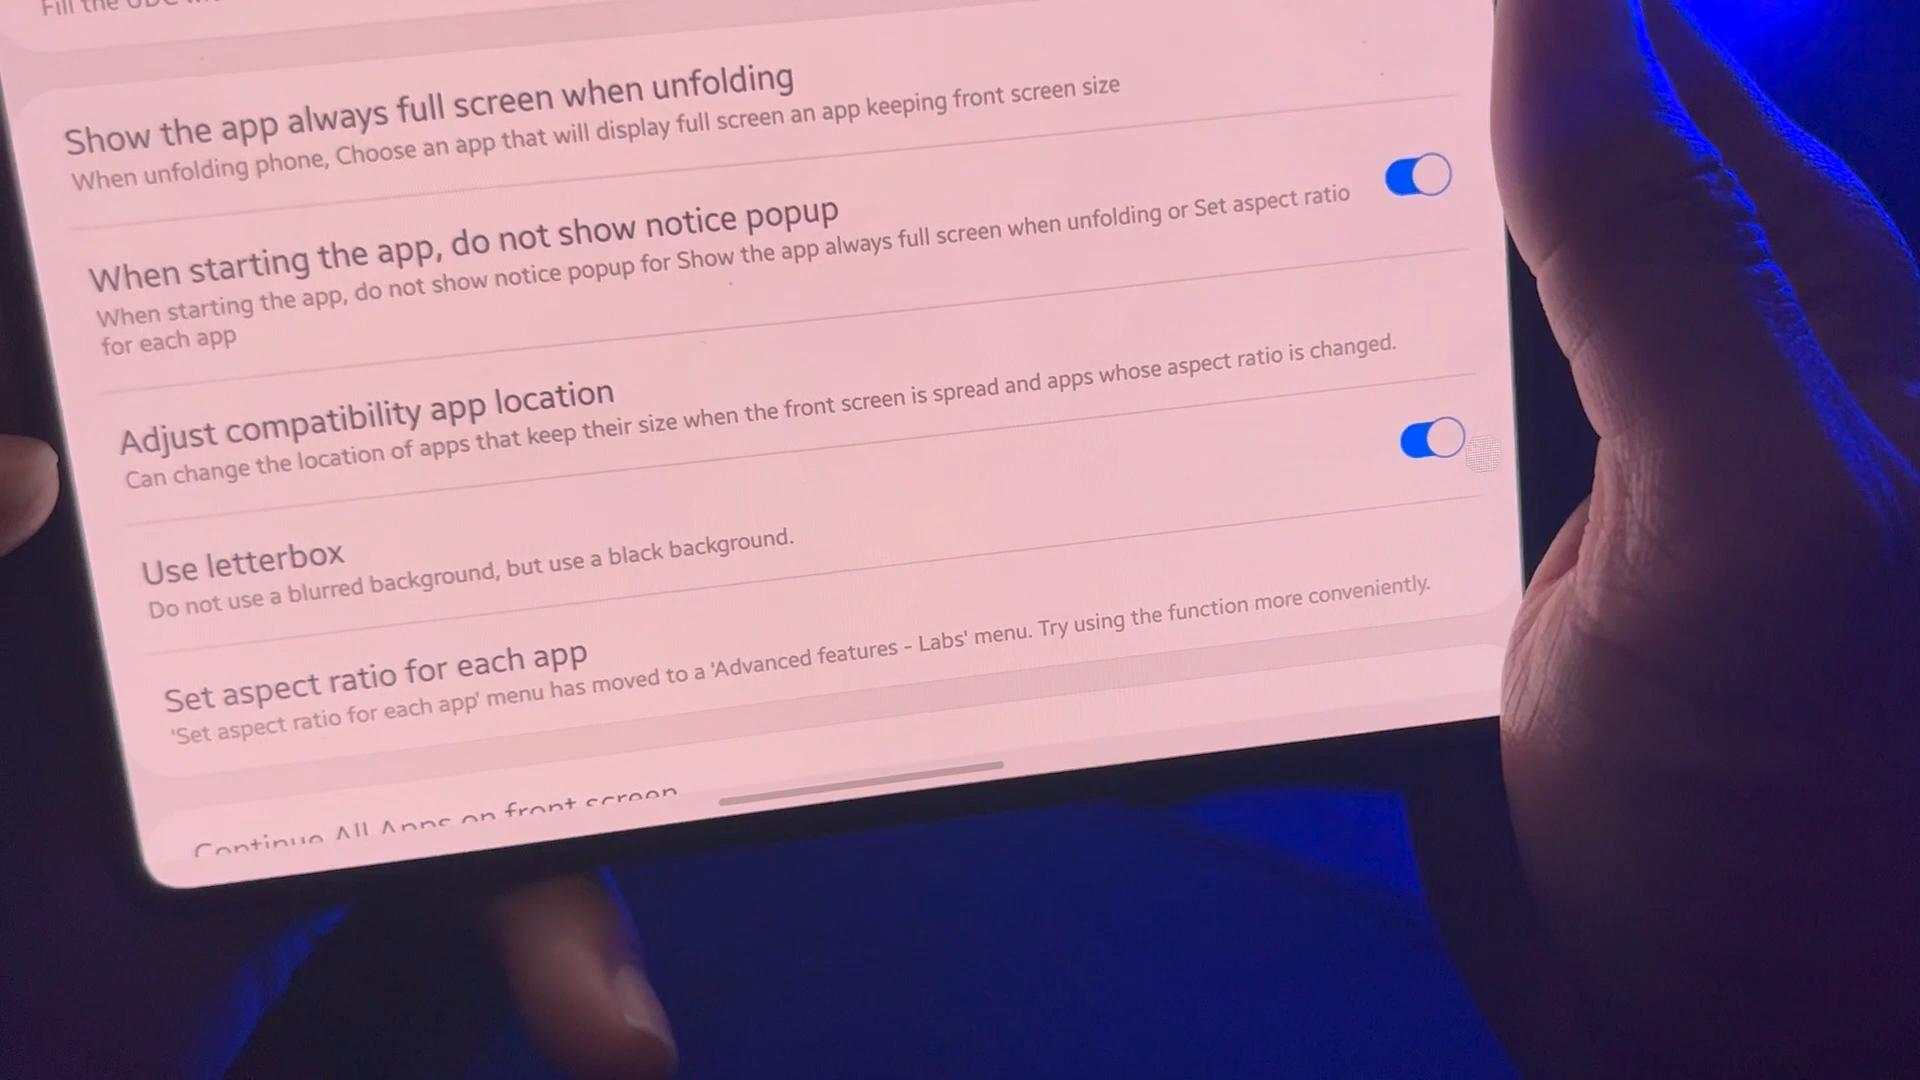 Fill the UDC
Show the app always full screen when unfolding
When unfolding phone, Choose an app that will display full screen an app keeping front screen size
When starting the app, do not show notice popup
When starting the app, do not show notice popup for Show the app always full screen when unfolding or Set aspect ratio
for each app
Adjust compatibility app location
Can change the location of apps that keep their size when the front screen is spread and apps whose aspect ratio is changed.
Use letterbox
Do not use a blurred background, but use a black background.
Set aspect ratio for each app
'Set aspect ratio for each app' menu has moved to a 'Advanced features - Labs' menu. Try using the function more conveniently.
Continue All Apps on front screen